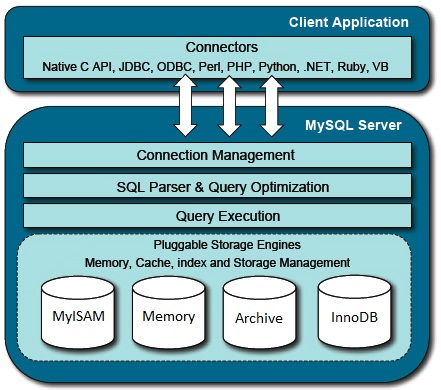 Client Application
Connectors
Native C API, JDBC, ODBC, Perl, PHP, Python, .NET, Ruby, VB
MySQL Server
Connection Management
SQL Parser & Query Optimization
Query Execution
Pluggable Storage Engines
Memory, Cache, index and Storage Management
MyISAM
Memory
Archive
InnoDB